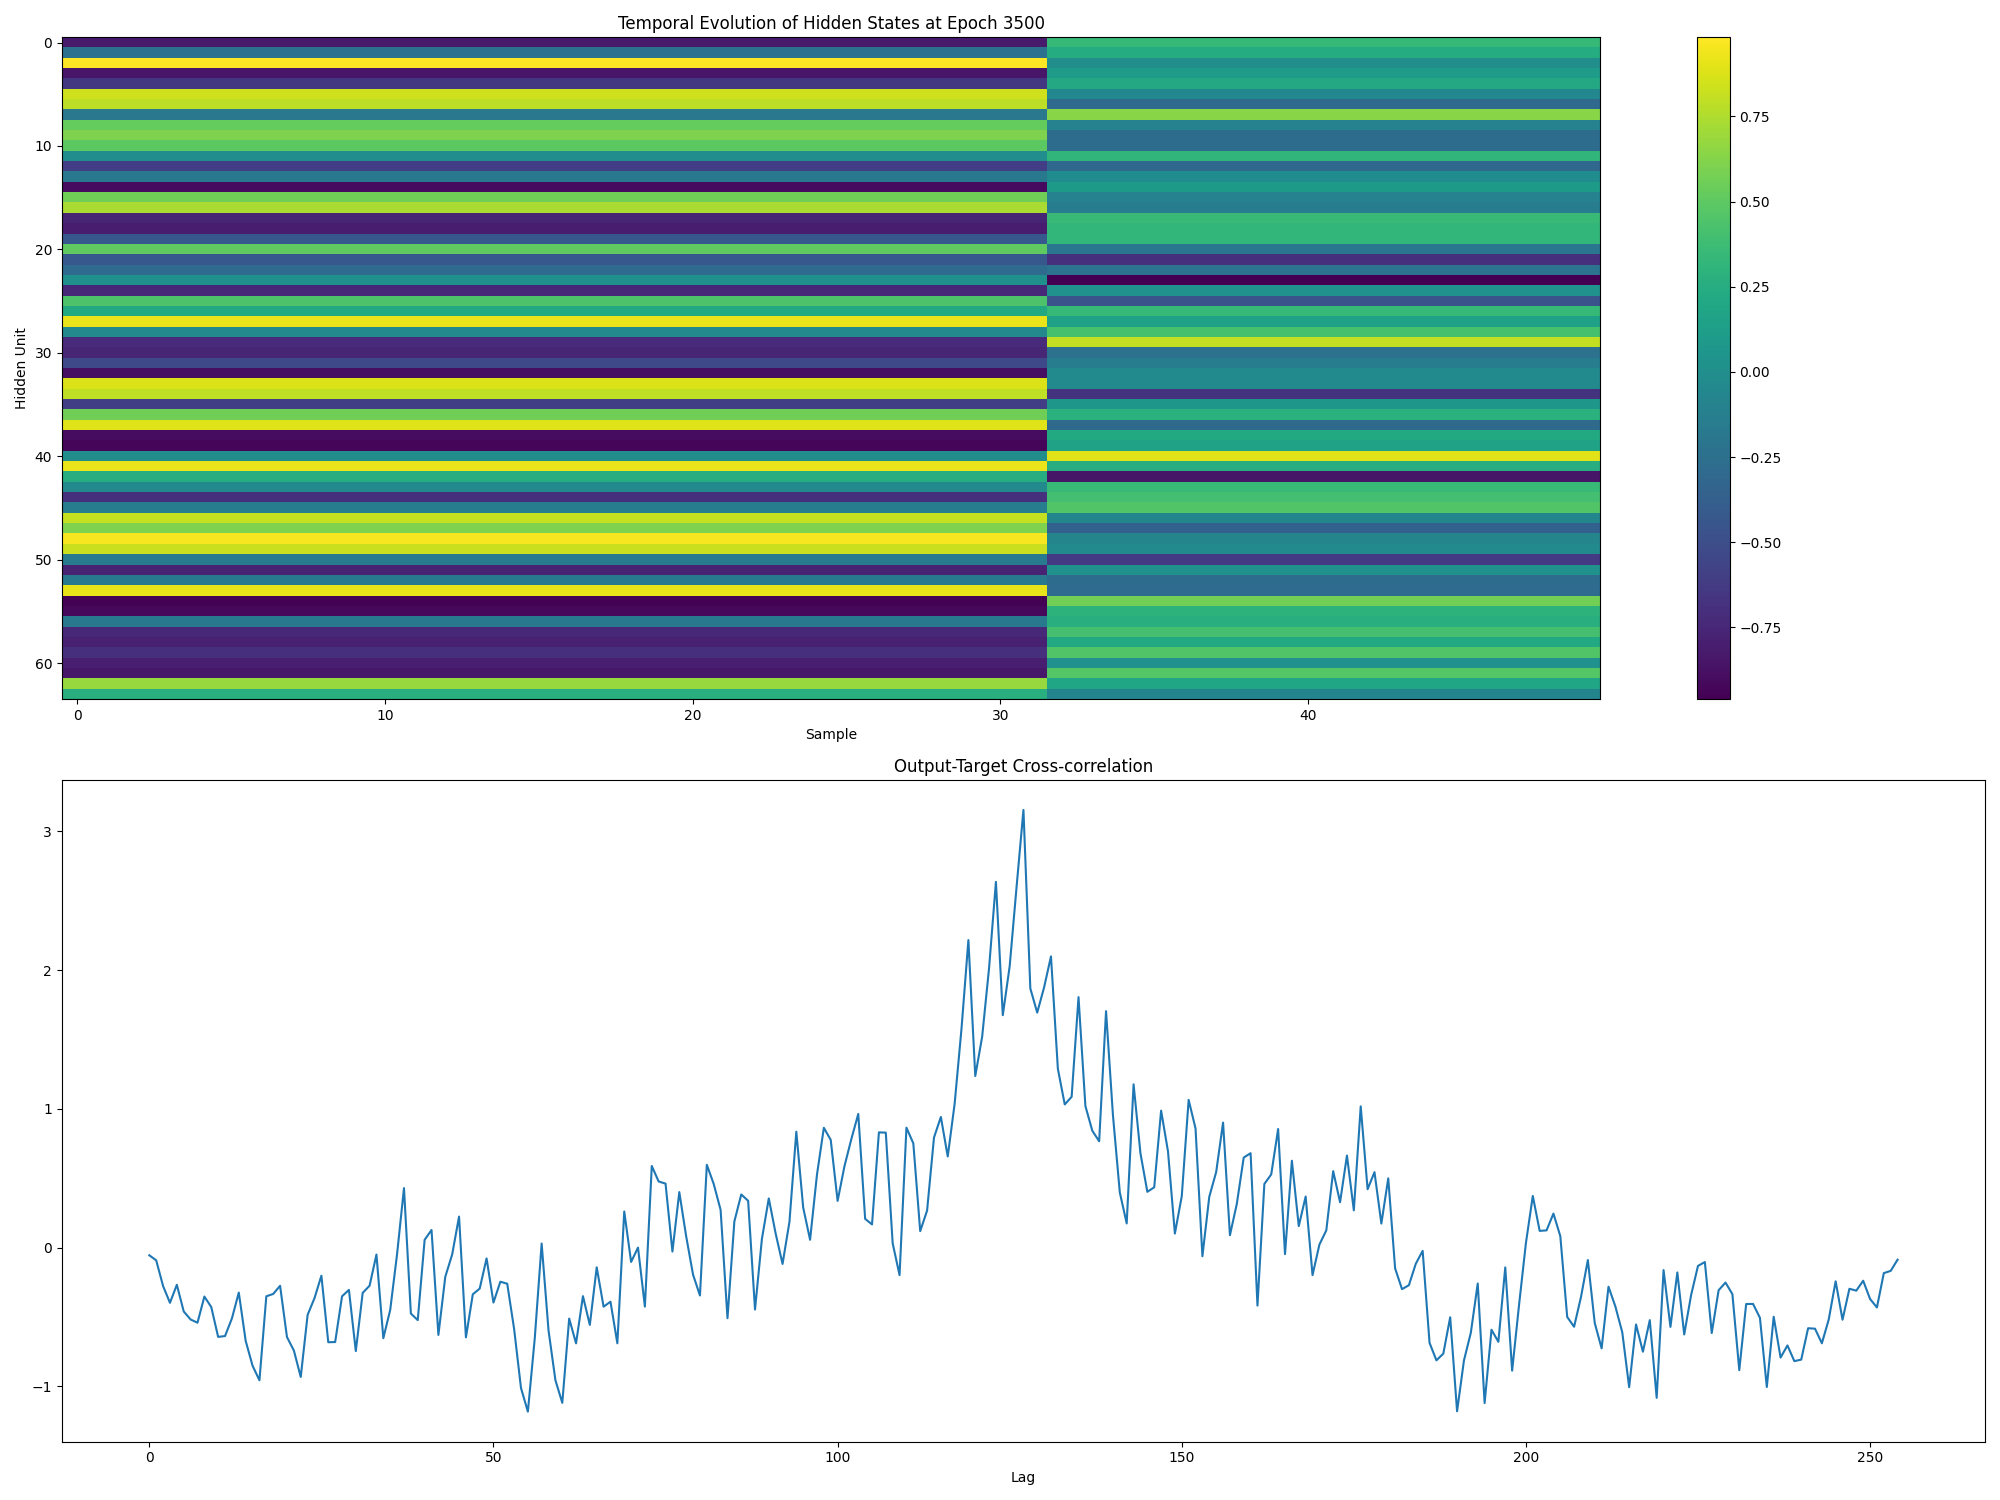 Temporal Evolution of Hidden States at Epoch 3500
0
10
20
30
40
50
60
Hidden Unit
0 10 20 30 40
Sample
0.75
0.50
0.25
0.00
−0.25
−0.50
−0.75
Output-Target Cross-correlation
3
2
1
0
−1
0 50 100 150 200 250
Lag